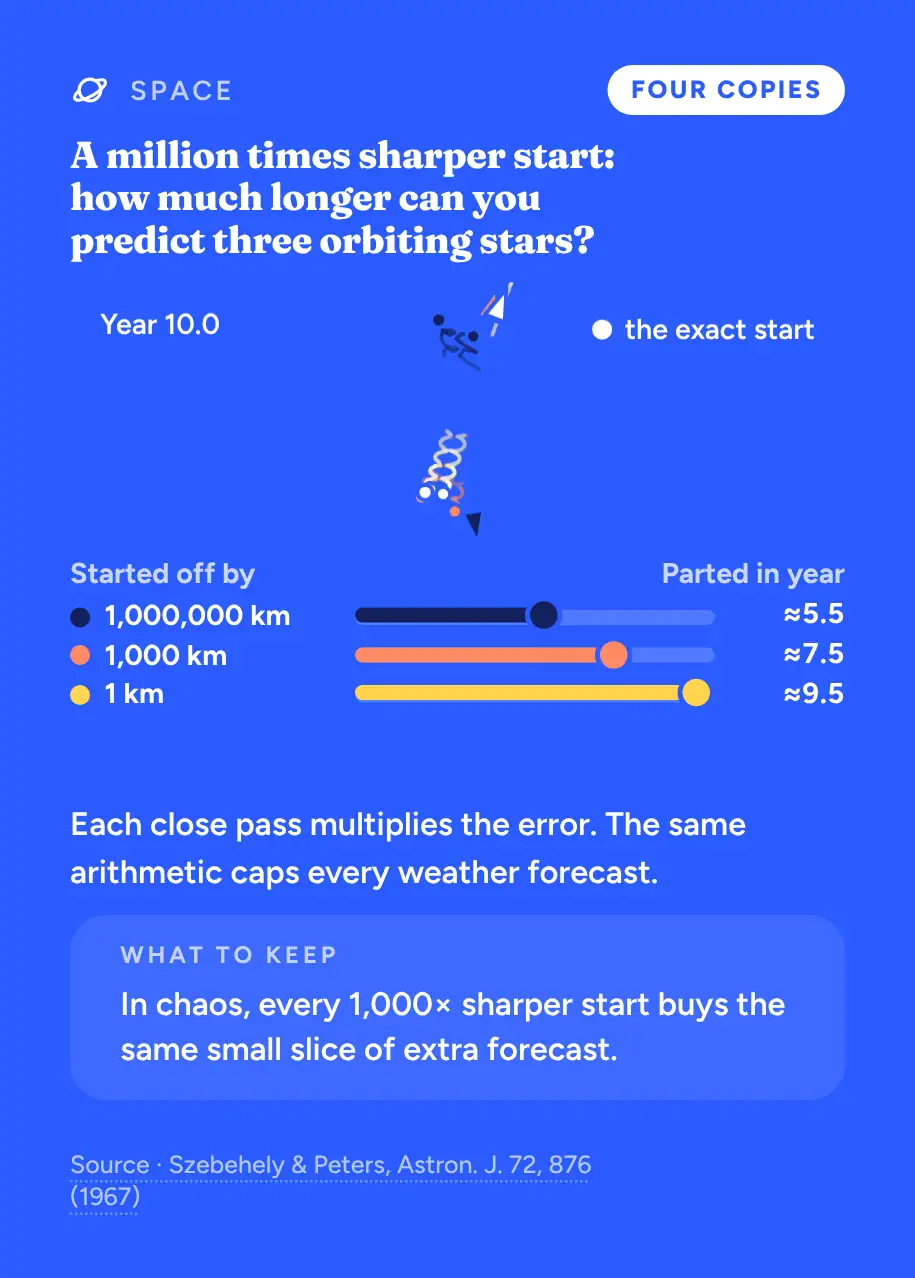 SPACE
FOUR COPIES
A million times sharper start:
how much longer can you
predict three orbiting stars?
Year 10.0
the exact start
Started off by
Parted in year
1,000,000 km
≈5.5
1,000 km
≈7.5
1 km
≈9.5
Each close pass multiplies the error. The same
arithmetic caps every weather forecast.
WHAT TO KEEP
In chaos, every 1,000× sharper start buys the
same small slice of extra forecast.
Source · Szebehely & Peters, Astron. J. 72, 876
(1967)